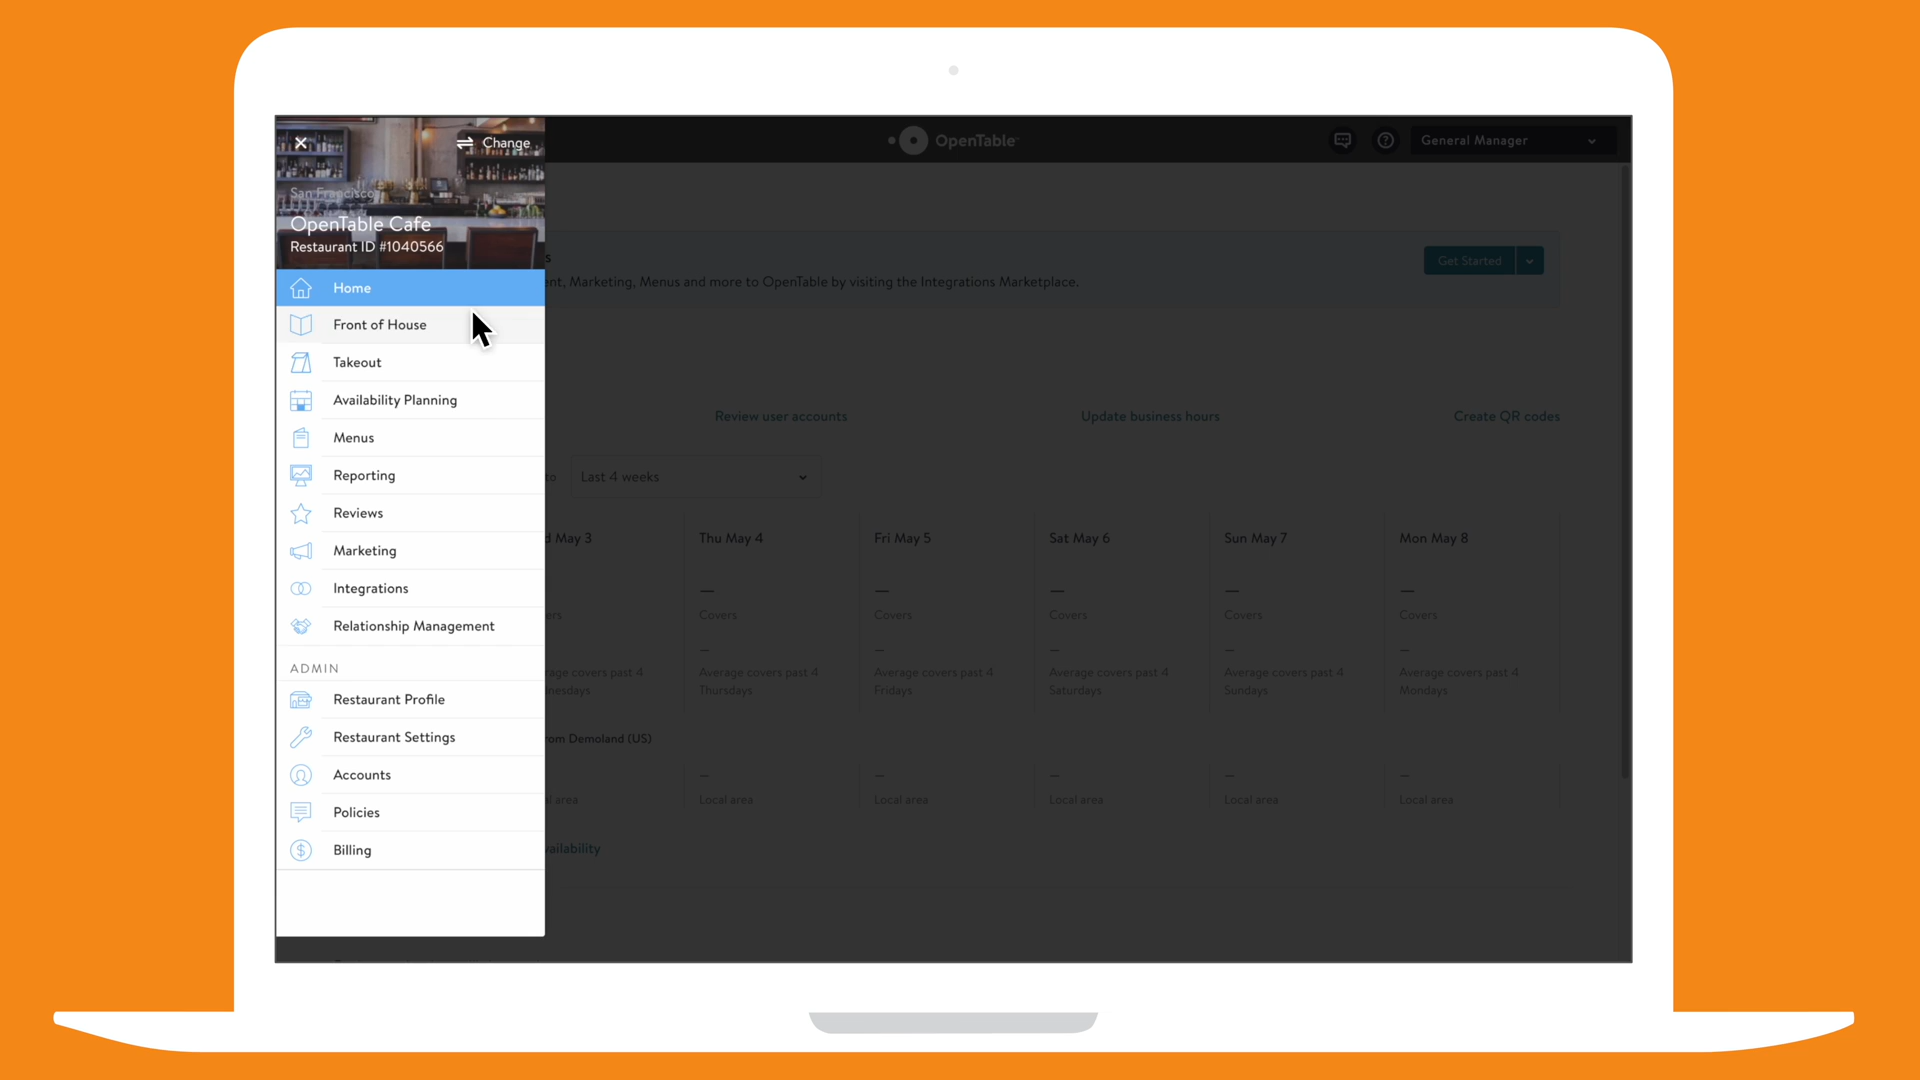 Change
OpenTable™
General Manager
San Francisco
OpenTable Cafe
Restaurant ID #1040566
Home
Front of House
Takeout
Availability Planning
Menus
Reporting
Reviews
Marketing
Integrations
Relationship Management
ADMIN
Restaurant Profile
Restaurant Settings
Accounts
Policies
Billing
Get Started
Marketing, Menus and more to OpenTable by visiting the Integrations Marketplace.
Review user accounts
Update business hours
Create QR codes
to
Last 4 weeks
May 3
Thu May 4
Fri May 5
Sat May 6
Sun May 7
Mon May 8
Covers
Covers
Covers
Covers
Covers
covers past 4
Average covers past 4
Thursdays
Average covers past 4
Fridays
Average covers past 4
Saturdays
Average covers past 4
Sundays
Average covers past 4
Mondays
Demoland (US)
area
Local area
Local area
Local area
Local area
Local area